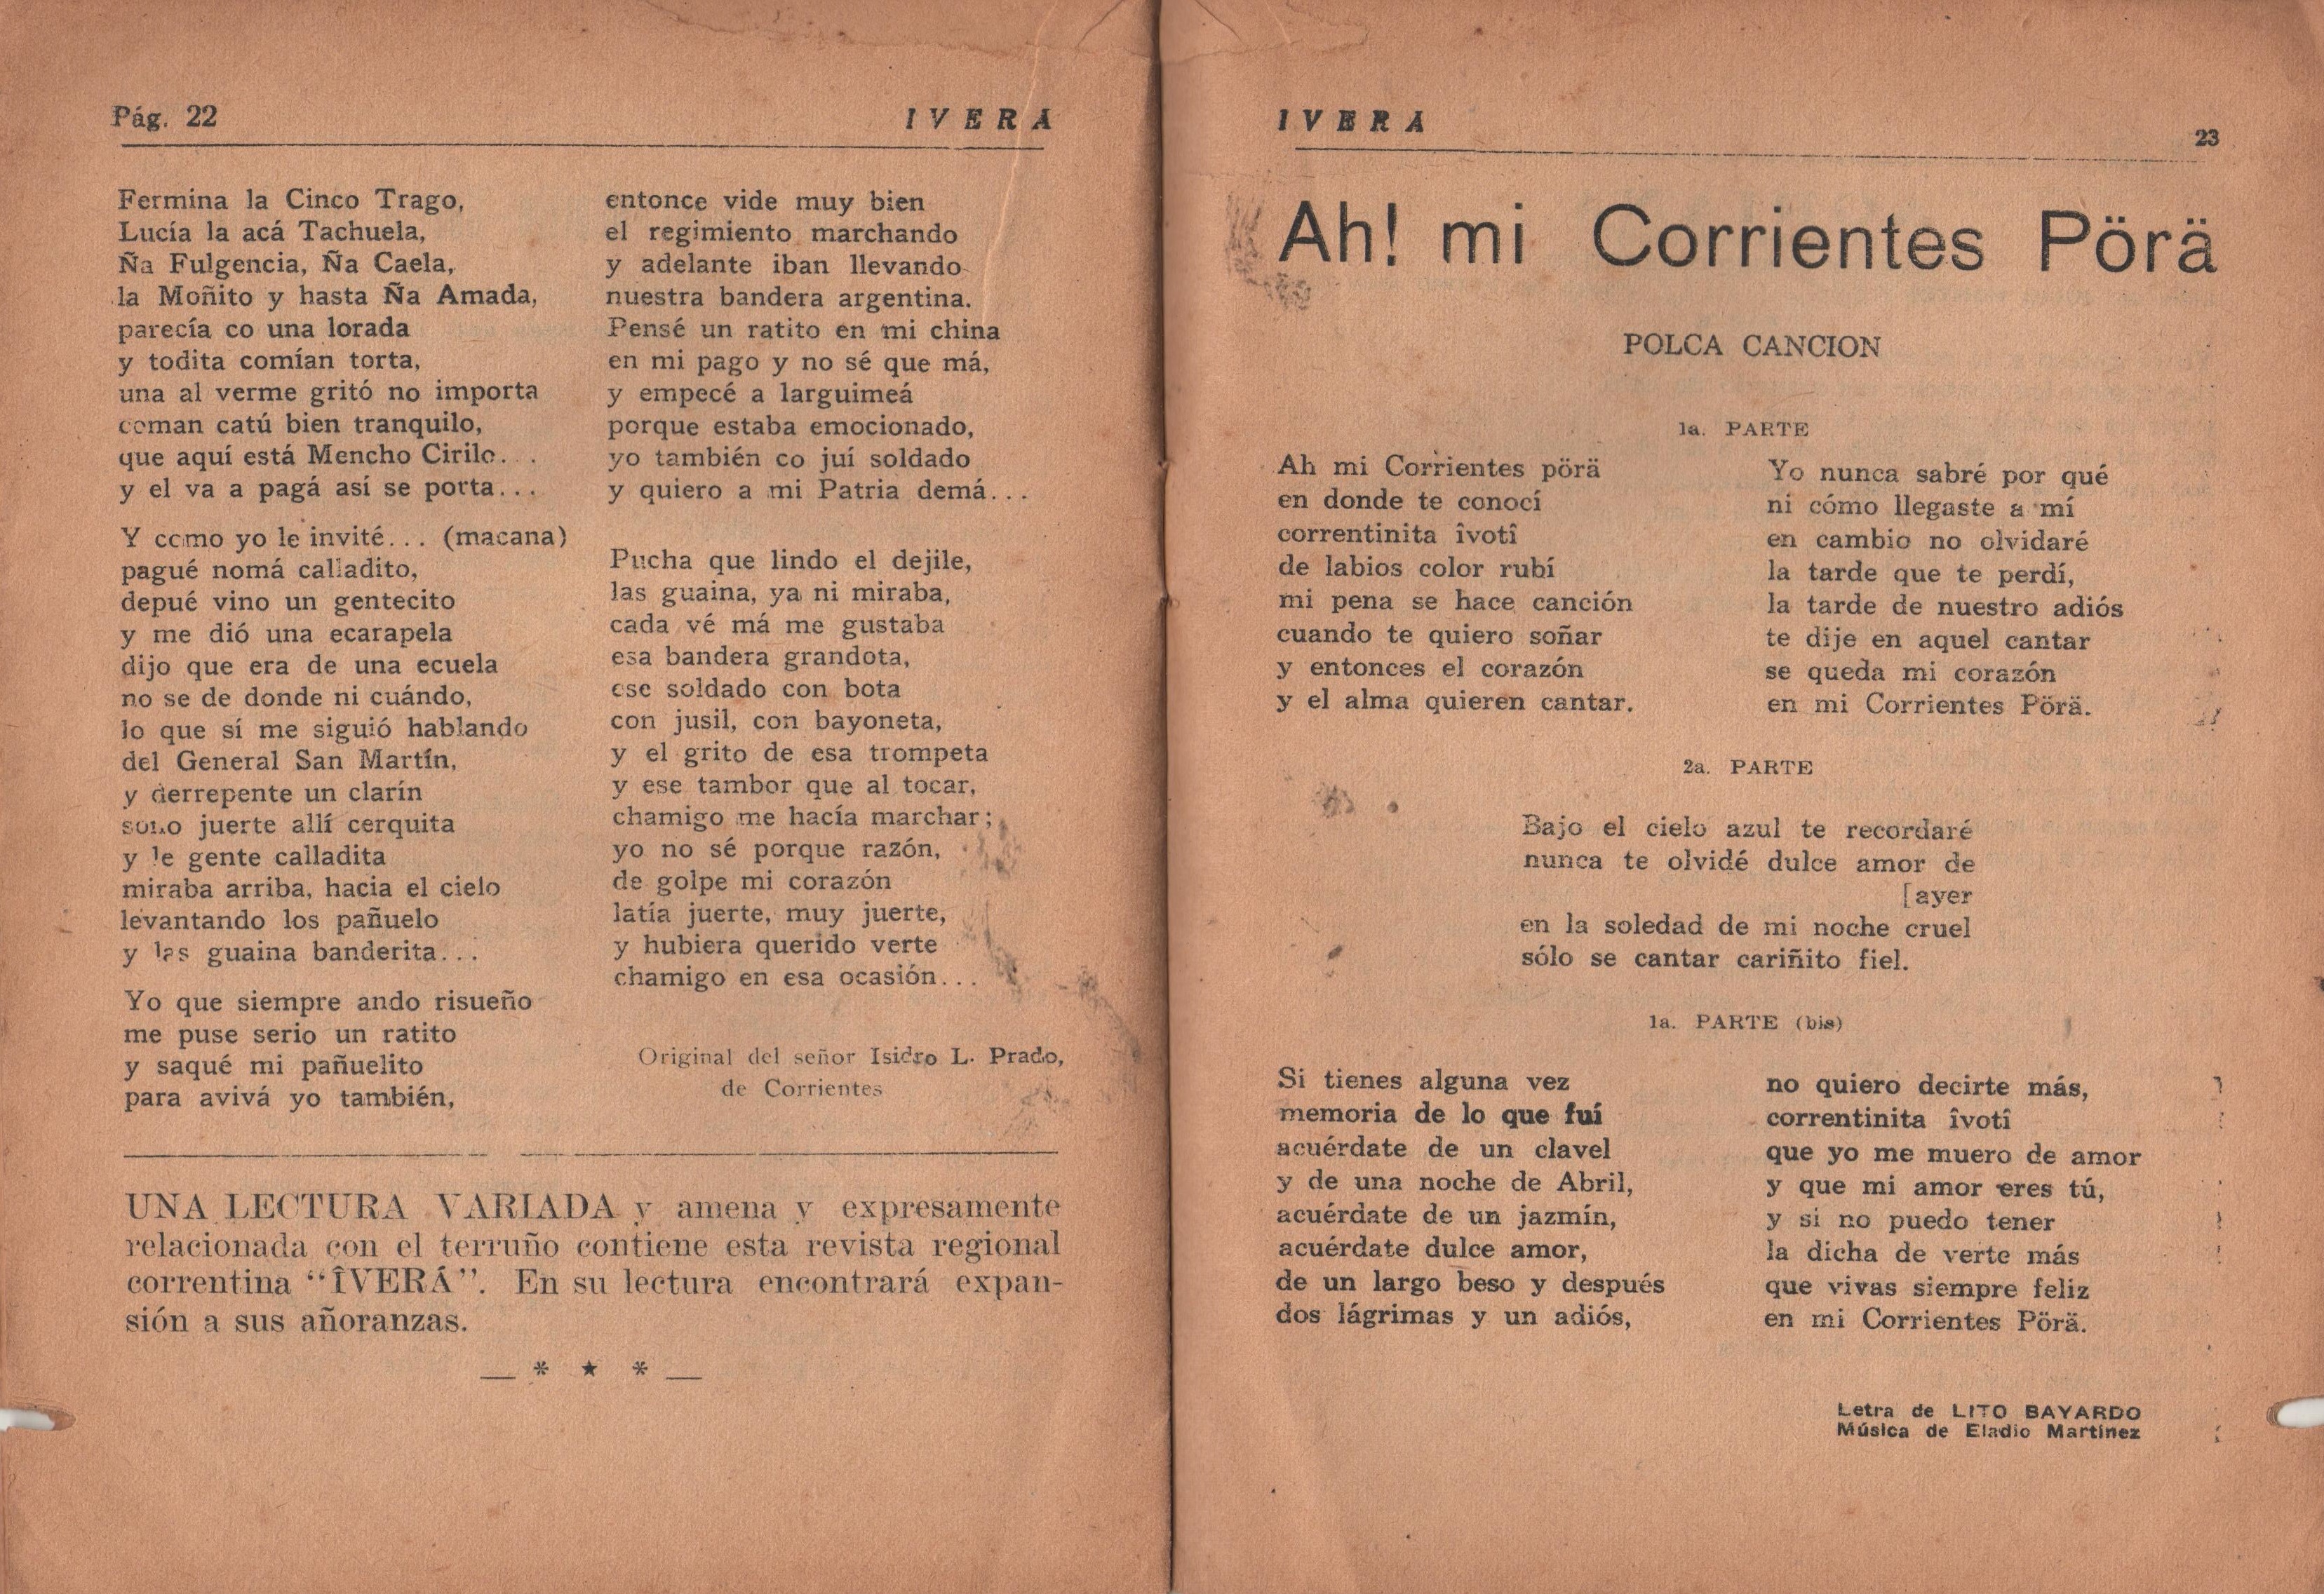 Pág. 22
IVERA
Fermina la Cinco Trago,
Lucía la acá Tachuela,
Ña Fulgencia, Ña Caela,
la Moñito y hasta Ña Amada,
parecía co una lorada
y todita comían torta,
una al verme gritó no importa
coman catú bien tranquilo,
que aquí está Mencho Cirilo. . .
y el va a pagá así se porta...
Y como yo le invité... (macana)
pagué nomá calladito,
depué vino un gentecito
y me dió una ecarapela
dijo que era de una ecuela
no se de donde ni cuándo,
lo que sí me siguió hablando
del General San Martín,
y derrepente un clarín
sonó juerte allí cerquita
y le gente calladita
miraba arriba, hacia el cielo
levantando los pañuelo
y las guaina banderita...
Yo que siempre ando risueño
me puse serio un ratito
y saqué mi pañuelito
para avivá yo también,
entonce vide muy bien
el regimiento marchando
y adelante iban llevando
nuestra bandera argentina.
Pensé un ratito en mi china
en mi pago y no sé que má,
y empecé a larguimeá
porque estaba emocionado,
yo también co juí soldado
y quiero a mi Patria demá...
Pucha que lindo el dejile,
las guaina, ya ni miraba,
cada vé má me gustaba
esa bandera grandota,
ese soldado con bota
con jusil, con bayoneta,
y el grito de esa trompeta
y ese tambor que al tocar,
chamigo me hacía marchar;
yo no sé porque razón,
de golpe mi corazón
latía juerte, muy juerte,
y hubiera querido verte
chamigo en esa ocasión...
Original del señor Isidro L. Prado,
de Corrientes
UNA LECTURA VARIADA y amena y expresamente
relacionada con el terruño contiene esta revista regional
correntina “ÎVERÁ”. En su lectura encontrará expan-
sión a sus añoranzas.
— * ★ * —
IVERA
23
Ah! mi Corrientes Pörä
POLCA CANCION
1a. PARTE
Ah mi Corrientes pörä
en donde te conocí
correntinita îvotî
de labios color rubí
mi pena se hace canción
cuando te quiero soñar
y entonces el corazón
y el alma quieren cantar.
Yo nunca sabré por qué
ni cómo llegaste a mí
en cambio no olvidaré
la tarde que te perdí,
la tarde de nuestro adiós
te dije en aquel cantar
se queda mi corazón
en mi Corrientes Pörä.
2a. PARTE
Bajo el cielo azul te recordaré
nunca te olvidé dulce amor de
[ayer
en la soledad de mi noche cruel
sólo se cantar cariñito fiel.
1a. PARTE (bis)
Si tienes alguna vez
memoria de lo que fuí
acuérdate de un clavel
y de una noche de Abril,
acuérdate de un jazmín,
acuérdate dulce amor,
de un largo beso y después
dos lágrimas y un adiós,
no quiero decirte más,
correntinita îvotî
que yo me muero de amor
y que mi amor eres tú,
y si no puedo tener
la dicha de verte más
que vivas siempre feliz
en mi Corrientes Pörä.
Letra de LITO BAYARDO
Música de Eladio Martínez